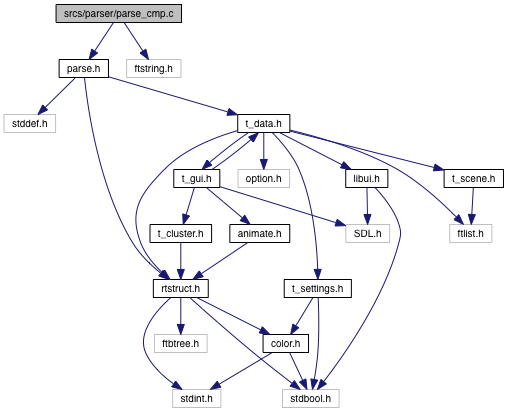 srcs/parser/parse_cmp.c
parse.h
ftstring.h
stddef.h
t_data.h
t_gui.h
option.h
libui.h
t_scene.h
t_cluster.h
animate.h
SDL.h
ftlist.h
rtstruct.h
t_settings.h
ftbtree.h
color.h
stdint.h
stdbool.h